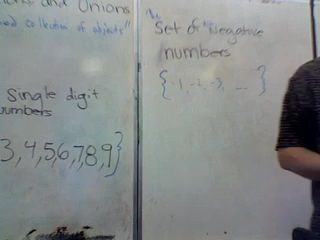 and Unions
collection of objects"
single digit
numbers
3,4,5,6,7,8,9}
The
Set of Negative
numbers
{-1,-2,-3, ... }